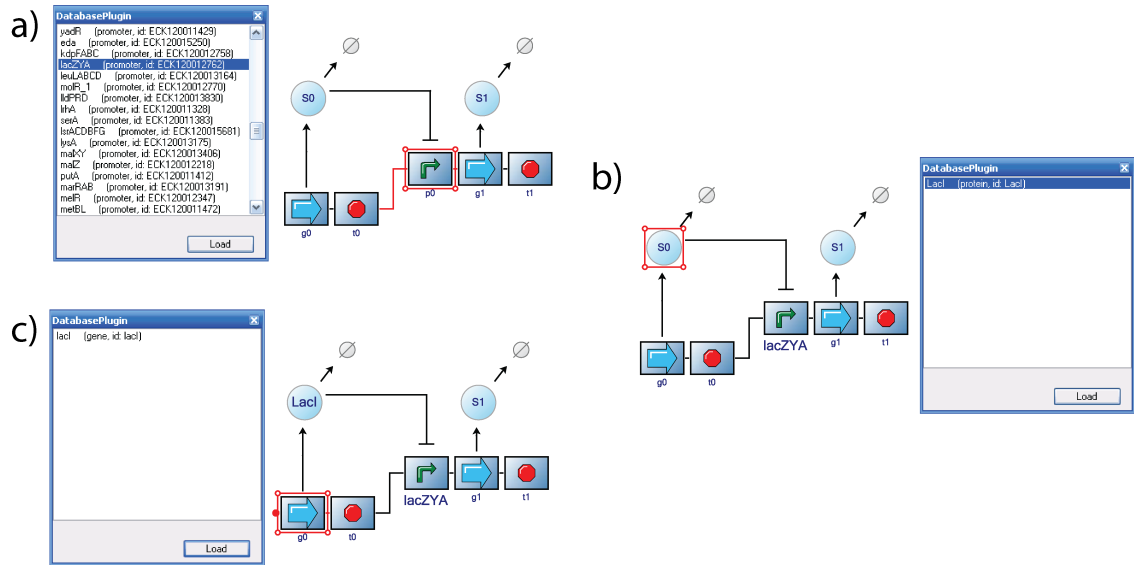 a)
DatabasePlugin
yadR (promoter, id: ECK120011429)
eda (promoter, id: ECK120015250)
kdpFABC (promoter, id: ECK120012758)
lacZYA (promoter, id: ECK120012762)
leuLABCD (promoter, id: ECK120013164)
molR_1 (promoter, id: ECK120012770)
lldPRD (promoter, id: ECK120013830)
lrhA (promoter, id: ECK120011328)
serA (promoter, id: ECK120011383)
lsrACDBFG (promoter, id: ECK120015681)
lysA (promoter, id: ECK120013175)
malXY (promoter, id: ECK120013406)
malZ (promoter, id: ECK120012218)
putA (promoter, id: ECK120011412)
marRAB (promoter, id: ECK120013191)
melR (promoter, id: ECK120012347)
metBL (promoter, id: ECK120011472)
Load
S0
S1
p0
g1
t1
g0
t0
b)
S0
S1
lacZYA
g1
t1
g0
t0
DatabasePlugin
LacI (protein, id: LacI)
Load
c)
DatabasePlugin
lacI (gene, id: lacI)
Load
LacI
S1
lacZYA
g1
t1
g0
t0